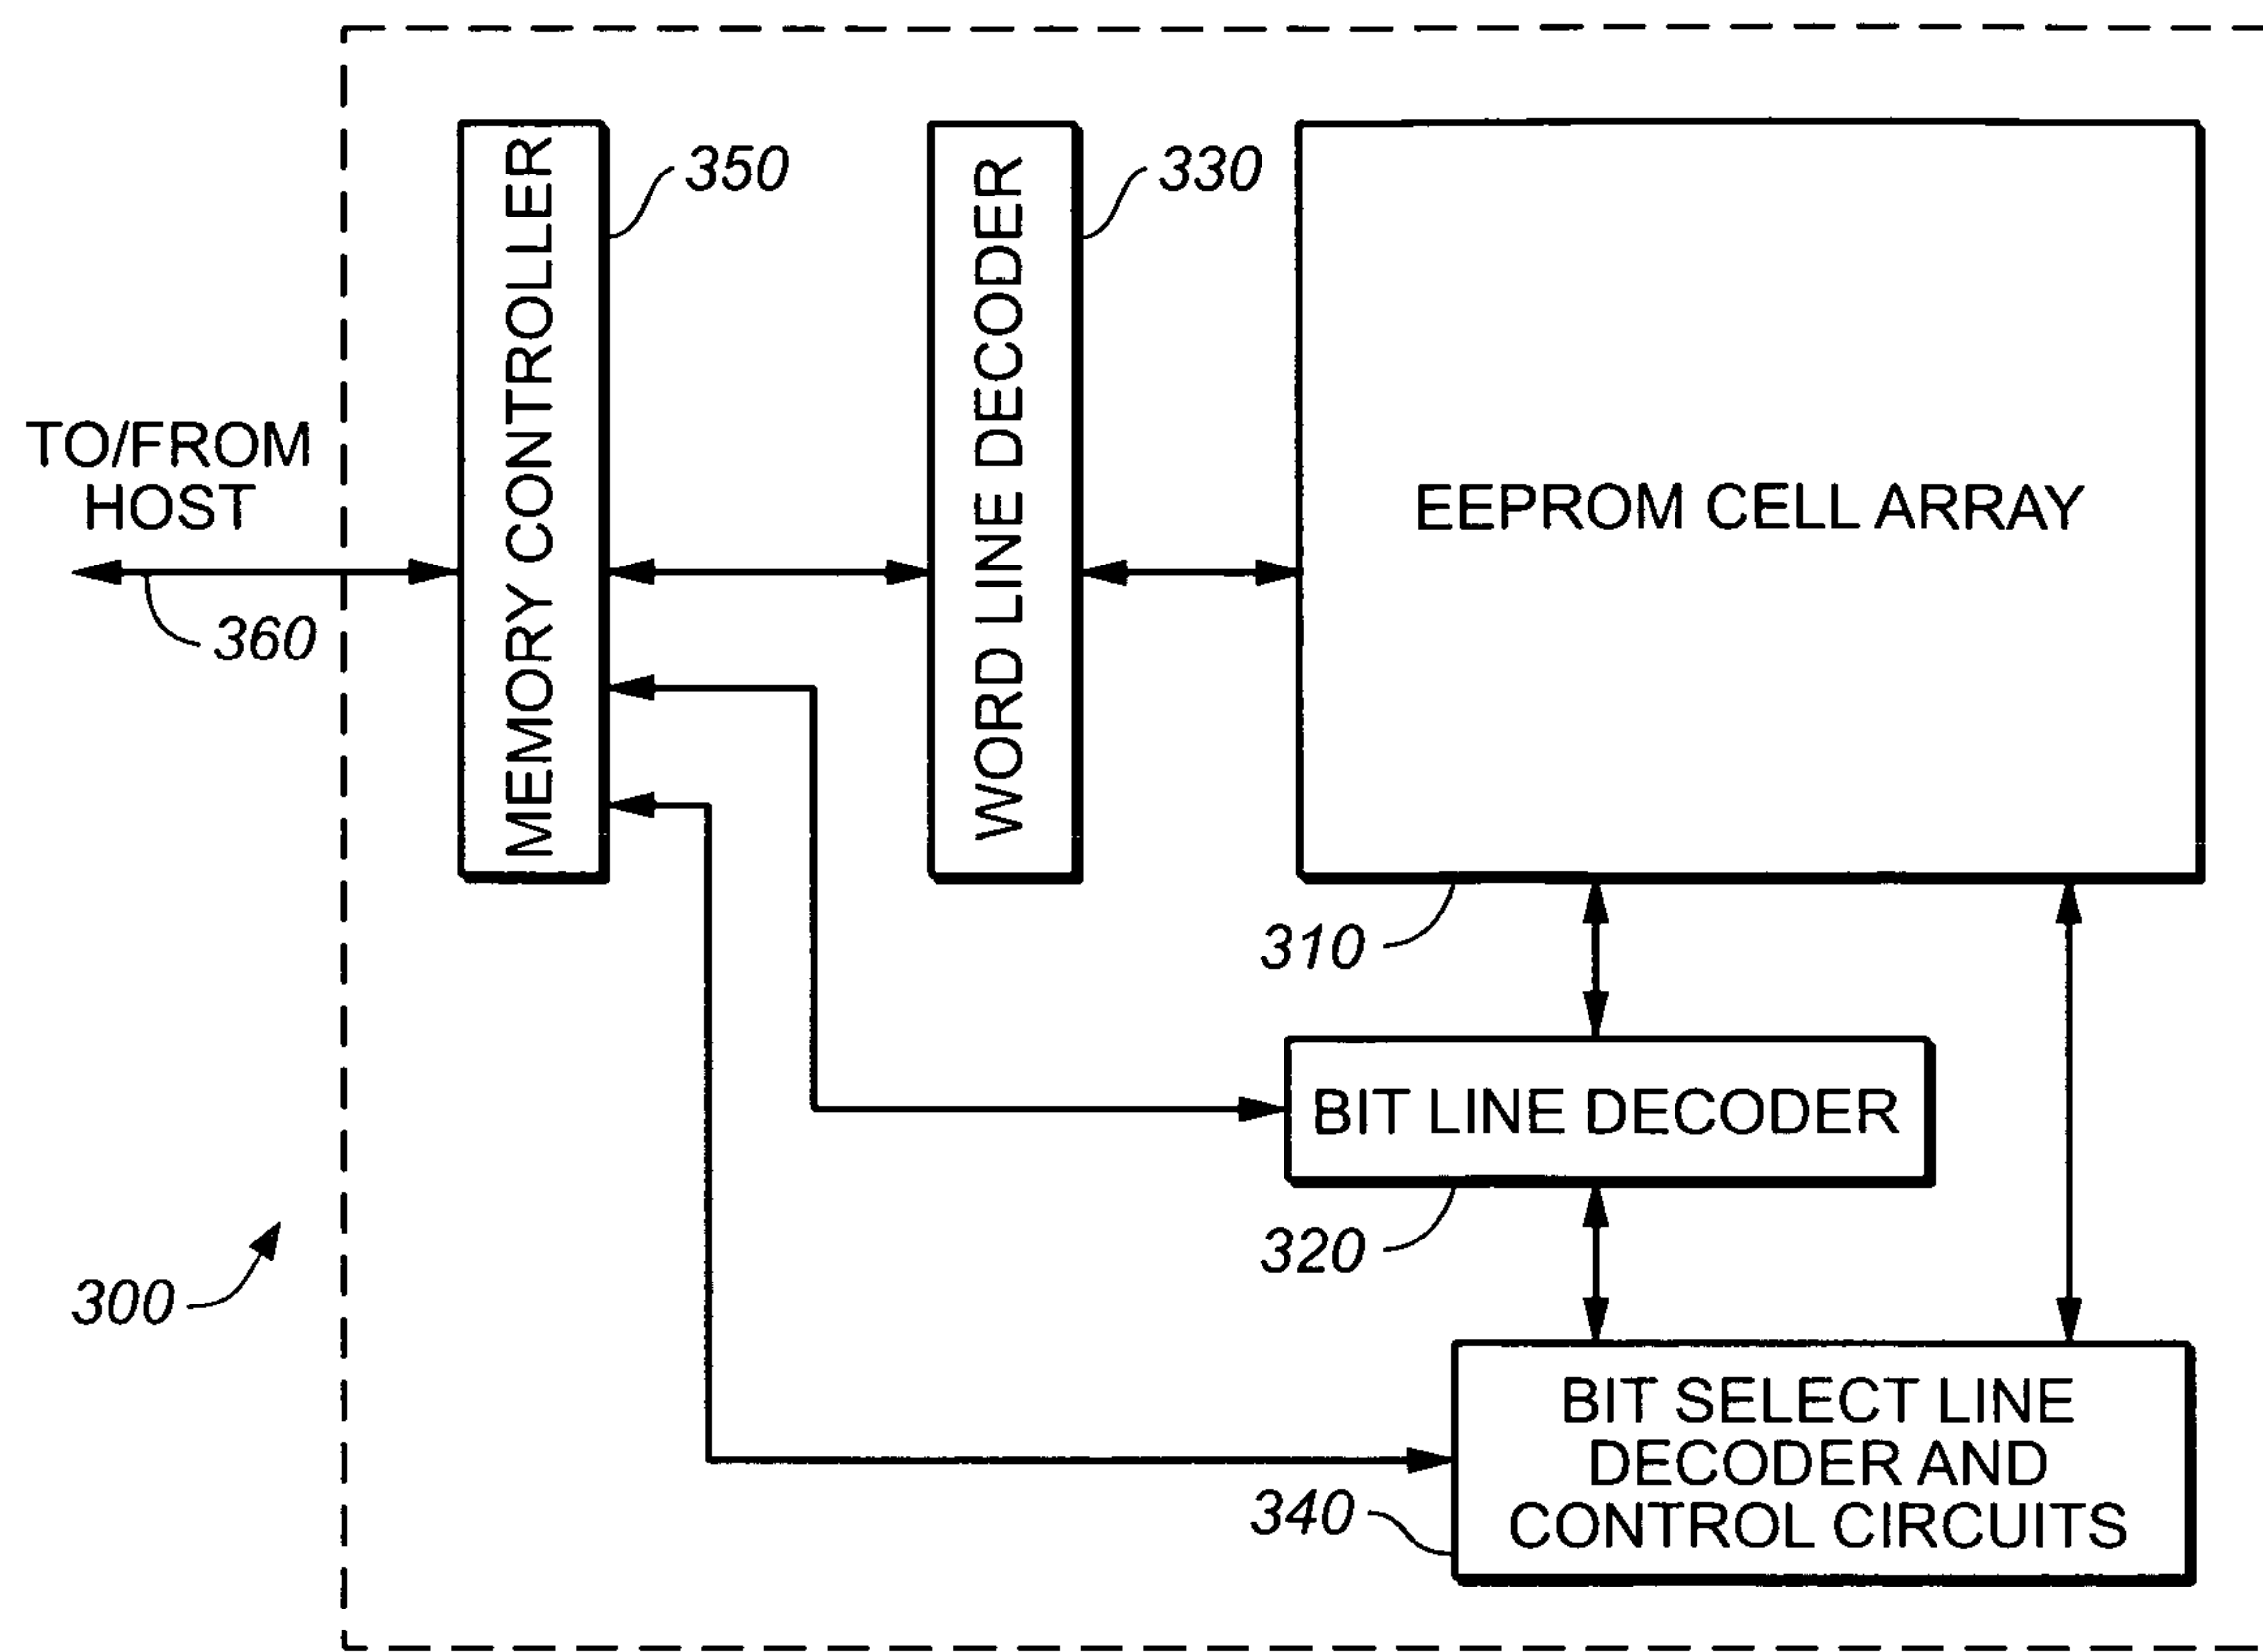 MEMORY CONTROLLER
350
WORD LINE DECODER
330
EEPROM CELL ARRAY
310
TO/FROM
HOST
360
BIT LINE DECODER
320
300
BIT SELECT LINE
DECODER AND
CONTROL CIRCUITS
340